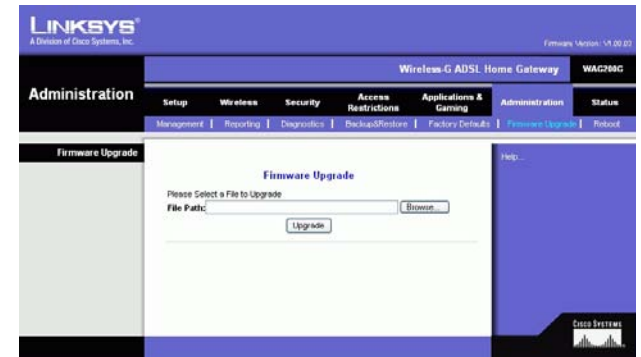 LINKSYS®
A Division of Cisco Systems, Inc.
Firmware Version: V1.00.03
Wireless-G ADSL Home Gateway WAG200G
Administration
Setup Wireless Security Access Restrictions Applications & Gaming Administration Status
Management | Reporting | Diagnostics | Backup&Restore | Factory Defaults | Firmware Upgrade | Reboot
Firmware Upgrade
Firmware Upgrade
Help...
Please Select a File to Upgrade
File Path: Browse...
Upgrade
CISCO SYSTEMS